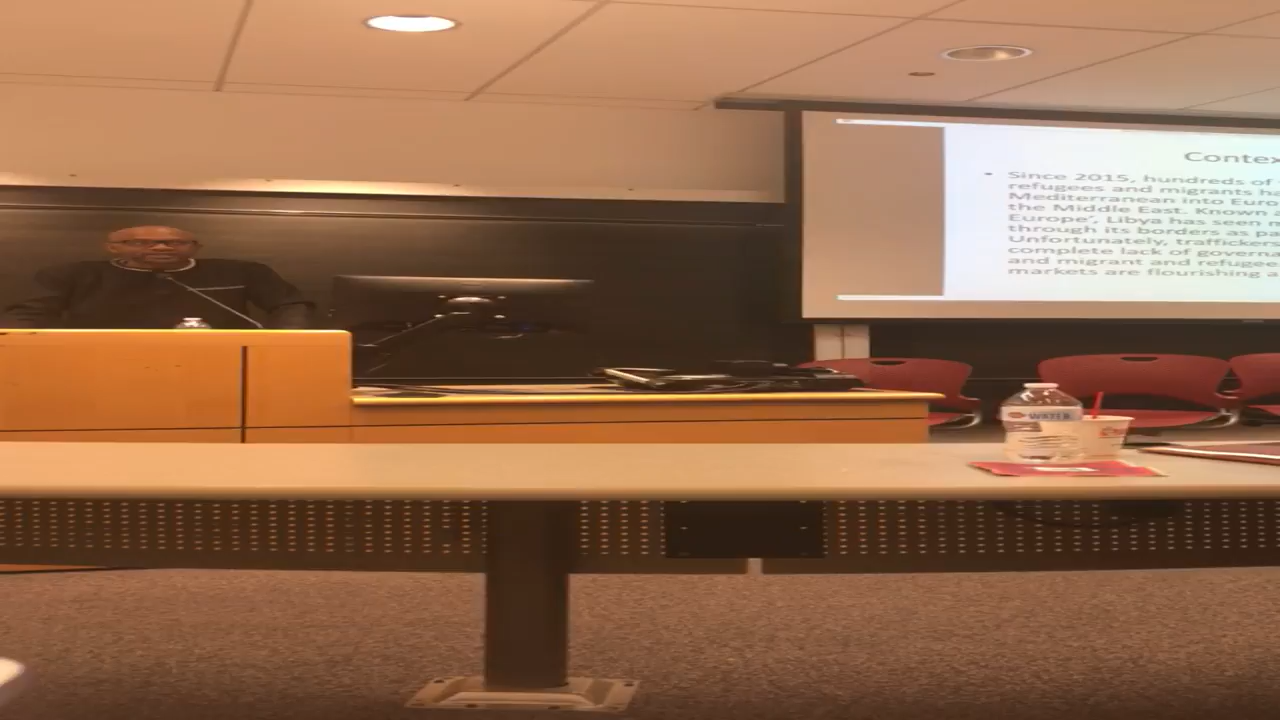 Contex
• Since 2015, hundreds of
refugees and migrants ha
Mediterranean into Euro
the Middle East. Known a
Europe', Libya has seen m
through its borders as pa
Unfortunately, traffickers
complete lack of governa
and migrant and refugee
markets are flourishing a
WATER